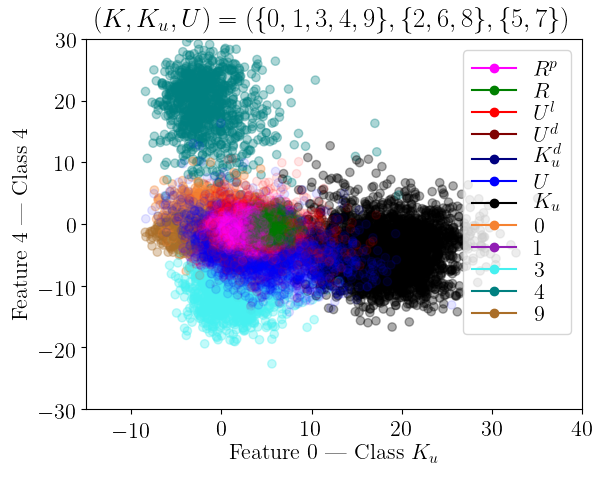 (K, K_u, U) = ({0, 1, 3, 4, 9}, {2, 6, 8}, {5, 7})
30
20
10
0
−10
−20
−30
Feature 4 — Class 4
R^p
R
U^l
U^d
K_u^d
U
K_u
0
1
3
4
9
−10
0
10
20
30
40
Feature 0 — Class K_u